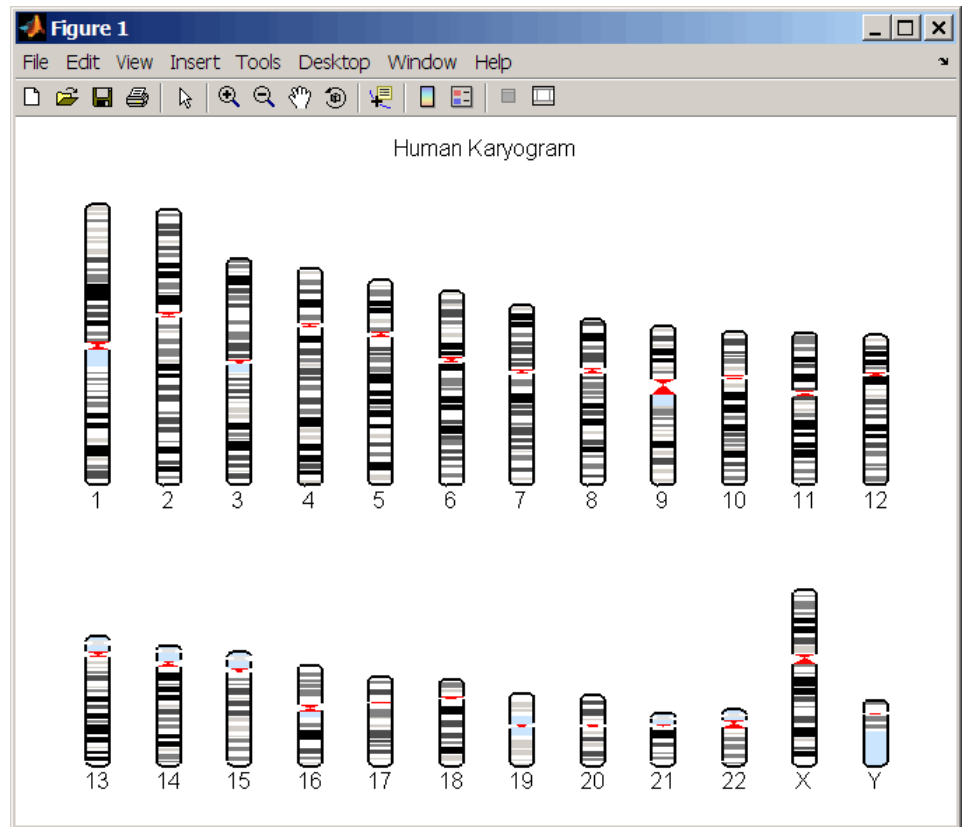 Figure 1
File Edit View Insert Tools Desktop Window Help
Human Karyogram
1 2 3 4 5 6 7 8 9 10 11 12
13 14 15 16 17 18 19 20 21 22 X Y